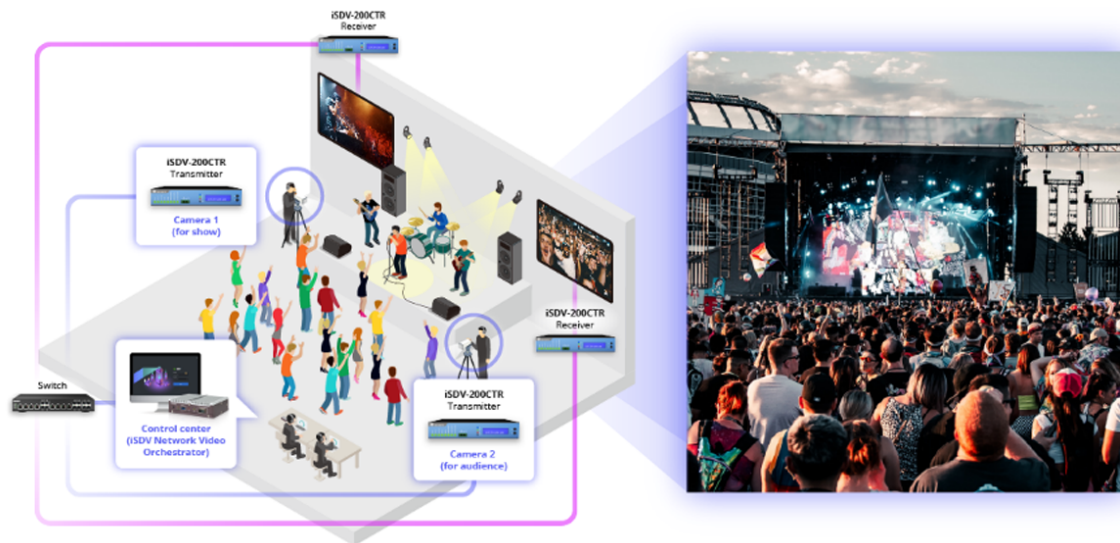 iSDV-200CTR
Receiver
iSDV-200CTR
Transmitter
Camera 1
(for show)
iSDV-200CTR
Receiver
Switch
Control center
(iSDV Network Video
Orchestrator)
iSDV-200CTR
Transmitter
Camera 2
(for audience)